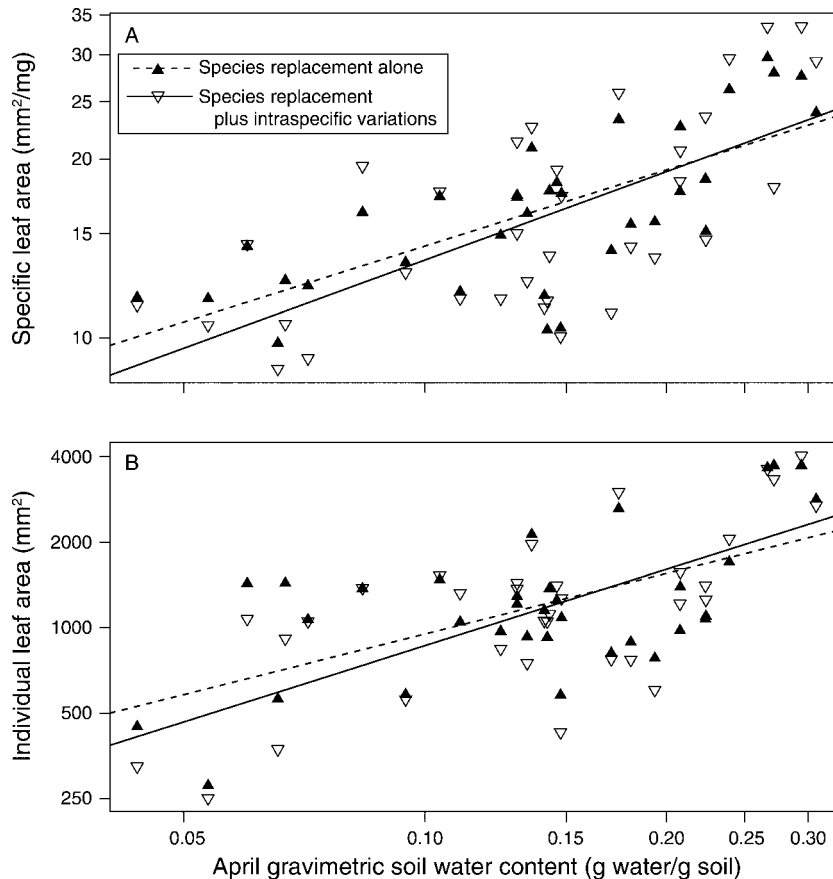 A
Species replacement alone
Species replacement
plus intraspecific variations
Specific leaf area (mm²/mg)
35
30
25
20
15
10
B
Individual leaf area (mm²)
4000
2000
1000
500
250
0.05
0.10
0.15
0.20
0.25
0.30
April gravimetric soil water content (g water/g soil)